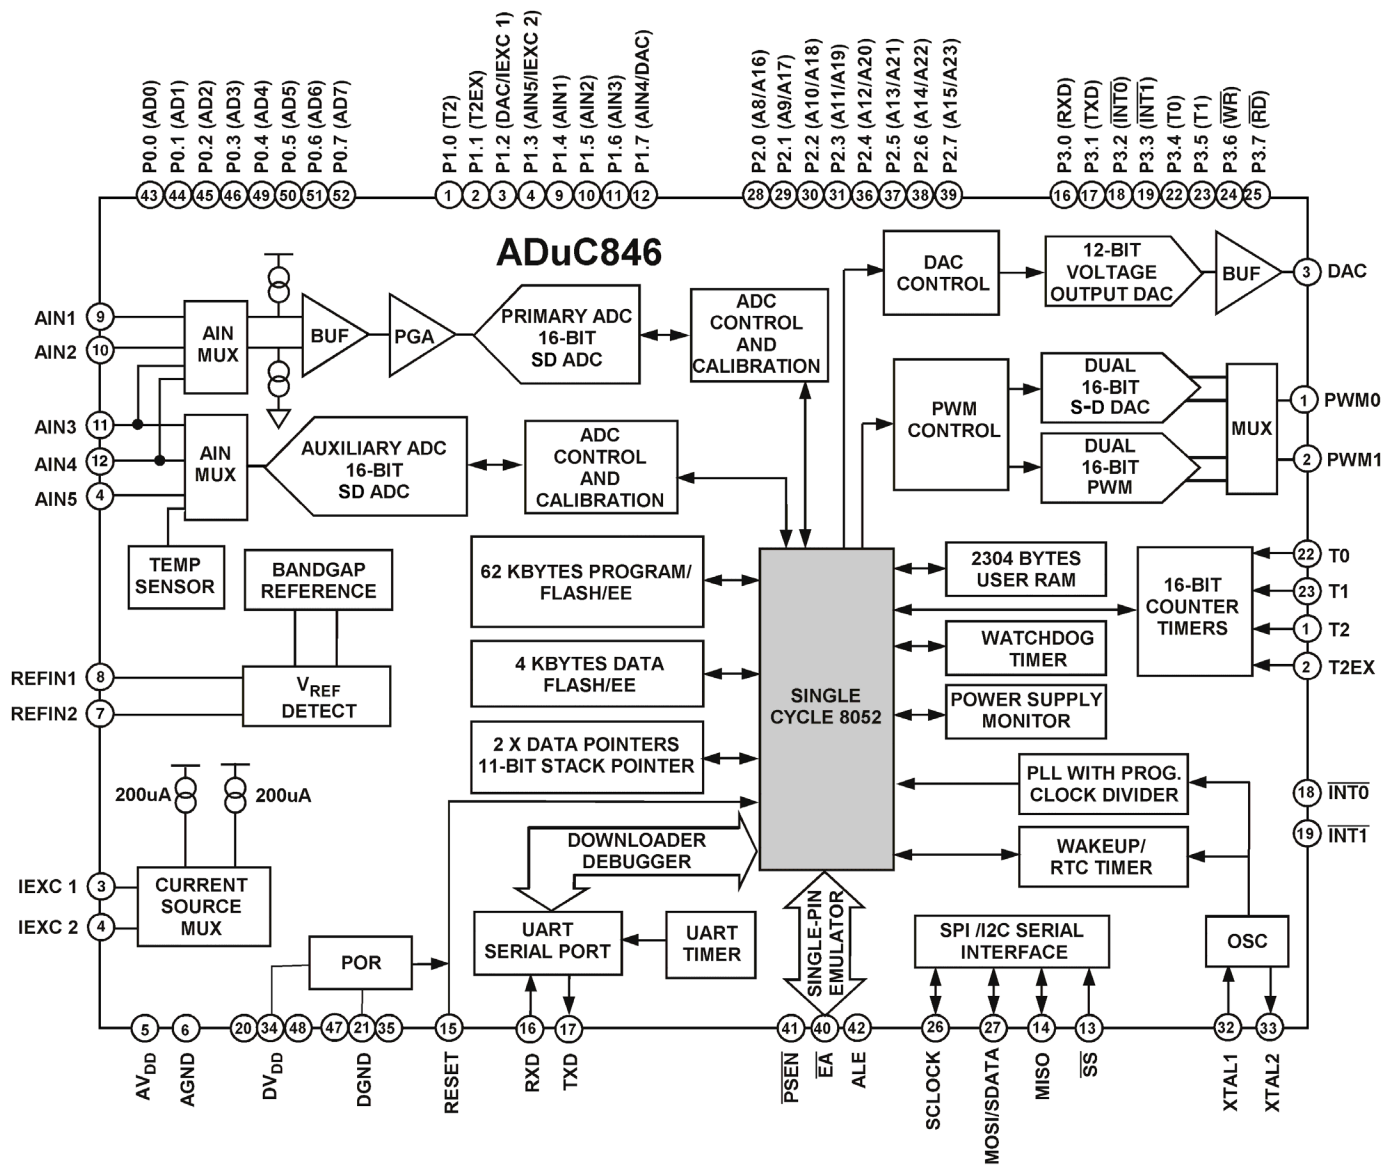 P0.0 (AD0)
P0.1 (AD1)
P0.2 (AD2)
P0.3 (AD3)
P0.4 (AD4)
P0.5 (AD5)
P0.6 (AD6)
P0.7 (AD7)
P1.0 (T2)
P1.1 (T2EX)
P1.2 (DAC/IEXC 1)
P1.3 (AIN5/IEXC 2)
P1.4 (AIN1)
P1.5 (AIN2)
P1.6 (AIN3)
P1.7 (AIN4/DAC)
P2.0 (A8/A16)
P2.1 (A9/A17)
P2.2 (A10/A18)
P2.3 (A11/A19)
P2.4 (A12/A20)
P2.5 (A13/A21)
P2.6 (A14/A22)
P2.7 (A15/A23)
P3.0 (RXD)
P3.1 (TXD)
P3.2 (INT0)
P3.3 (INT1)
P3.4 (T0)
P3.5 (T1)
P3.6 (WR)
P3.7 (RD)
43 44 45 46 49 50 51 52
1 2 3 4 9 10 11 12
28 29 30 31 36 37 38 39
16 17 18 19 22 23 24 25
ADuC846
AIN1 9
AIN2 10
AIN3 11
AIN4 12
AIN5 4
AIN
MUX
BUF
PGA
PRIMARY ADC
16-BIT
SD ADC
ADC
CONTROL
AND
CALIBRATION
AIN
MUX
AUXILIARY ADC
16-BIT
SD ADC
ADC
CONTROL
AND
CALIBRATION
DAC
CONTROL
12-BIT
VOLTAGE
OUTPUT DAC
BUF
3 DAC
PWM
CONTROL
DUAL
16-BIT
S-D DAC
DUAL
16-BIT
PWM
MUX
1 PWM0
2 PWM1
TEMP
SENSOR
BANDGAP
REFERENCE
REFIN1 8
REFIN2 7
VREF
DETECT
62 KBYTES PROGRAM/
FLASH/EE
4 KBYTES DATA
FLASH/EE
2 X DATA POINTERS
11-BIT STACK POINTER
SINGLE
CYCLE 8052
2304 BYTES
USER RAM
WATCHDOG
TIMER
POWER SUPPLY
MONITOR
16-BIT
COUNTER
TIMERS
22 T0
23 T1
1 T2
2 T2EX
PLL WITH PROG.
CLOCK DIVIDER
WAKEUP/
RTC TIMER
18 INT0
19 INT1
200uA
200uA
IEXC 1 3
IEXC 2 4
CURRENT
SOURCE
MUX
POR
DOWNLOADER
DEBUGGER
UART
SERIAL PORT
UART
TIMER
SINGLE-PIN
EMULATOR
SPI /I2C SERIAL
INTERFACE
OSC
5 6 20 34 48 47 21 35 15 16 17 41 40 42 26 27 14 13 32 33
AVDD
AGND
DVDD
DGND
RESET
RXD
TXD
PSEN
EA
ALE
SCLOCK
MOSI/SDATA
MISO
SS
XTAL1
XTAL2